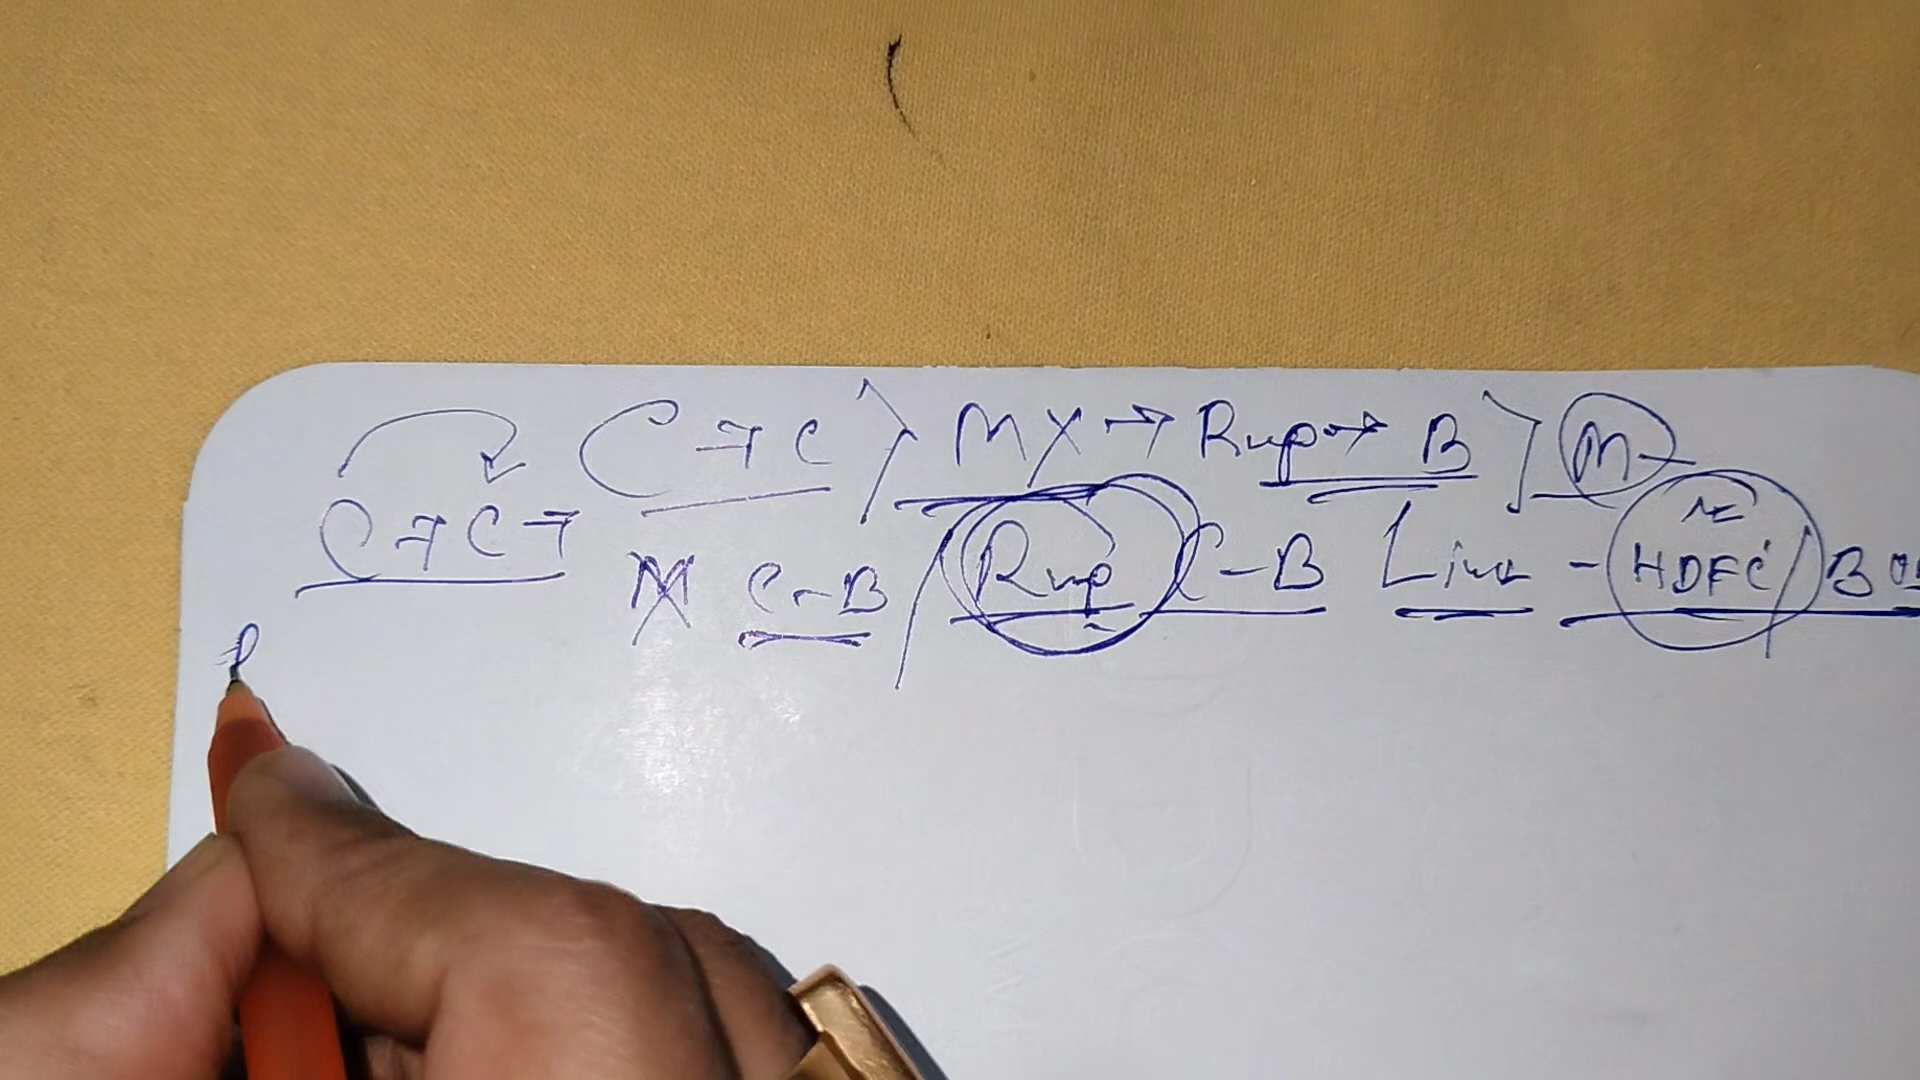 C → C > MX → Rup → B } M
C → C →
M C-B / Rup C-B Live - HDFC / B